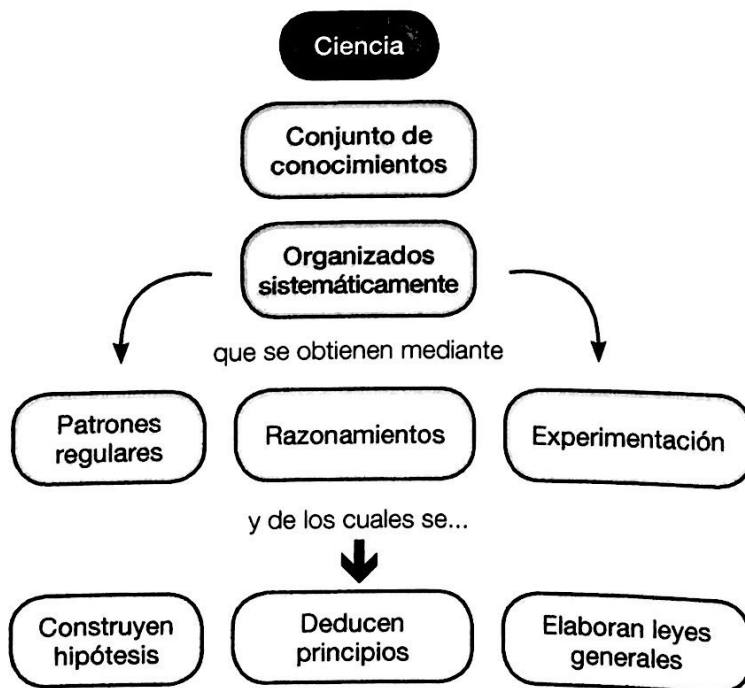 Ciencia
Conjunto de
conocimientos
Organizados
sistemáticamente
que se obtienen mediante
Patrones
regulares
Razonamientos
Experimentación
y de los cuales se...
Construyen
hipótesis
Deducen
principios
Elaboran leyes
generales